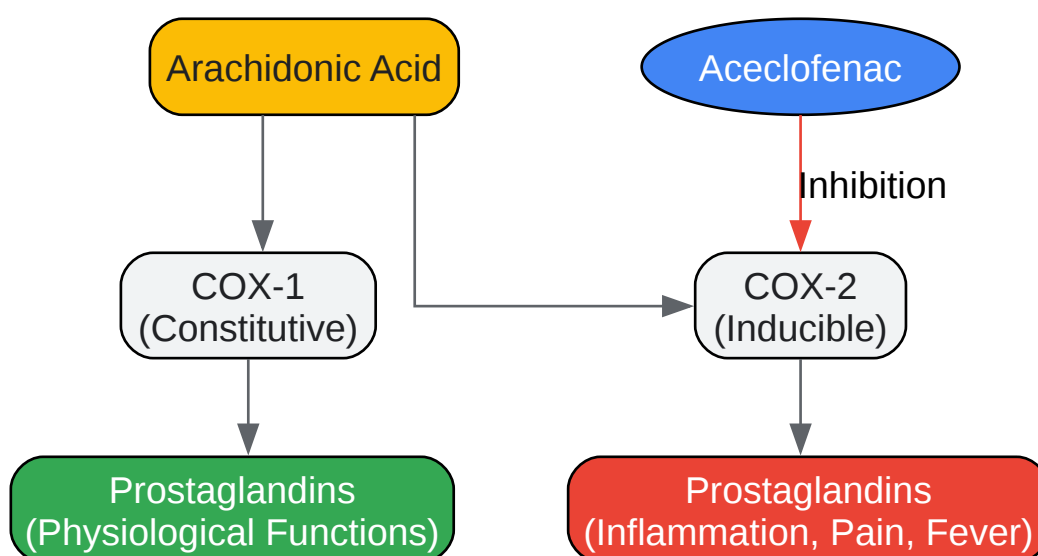 Arachidonic Acid
Aceclofenac
Inhibition
COX-1
(Constitutive)
COX-2
(Inducible)
Prostaglandins
(Physiological Functions)
Prostaglandins
(Inflammation, Pain, Fever)